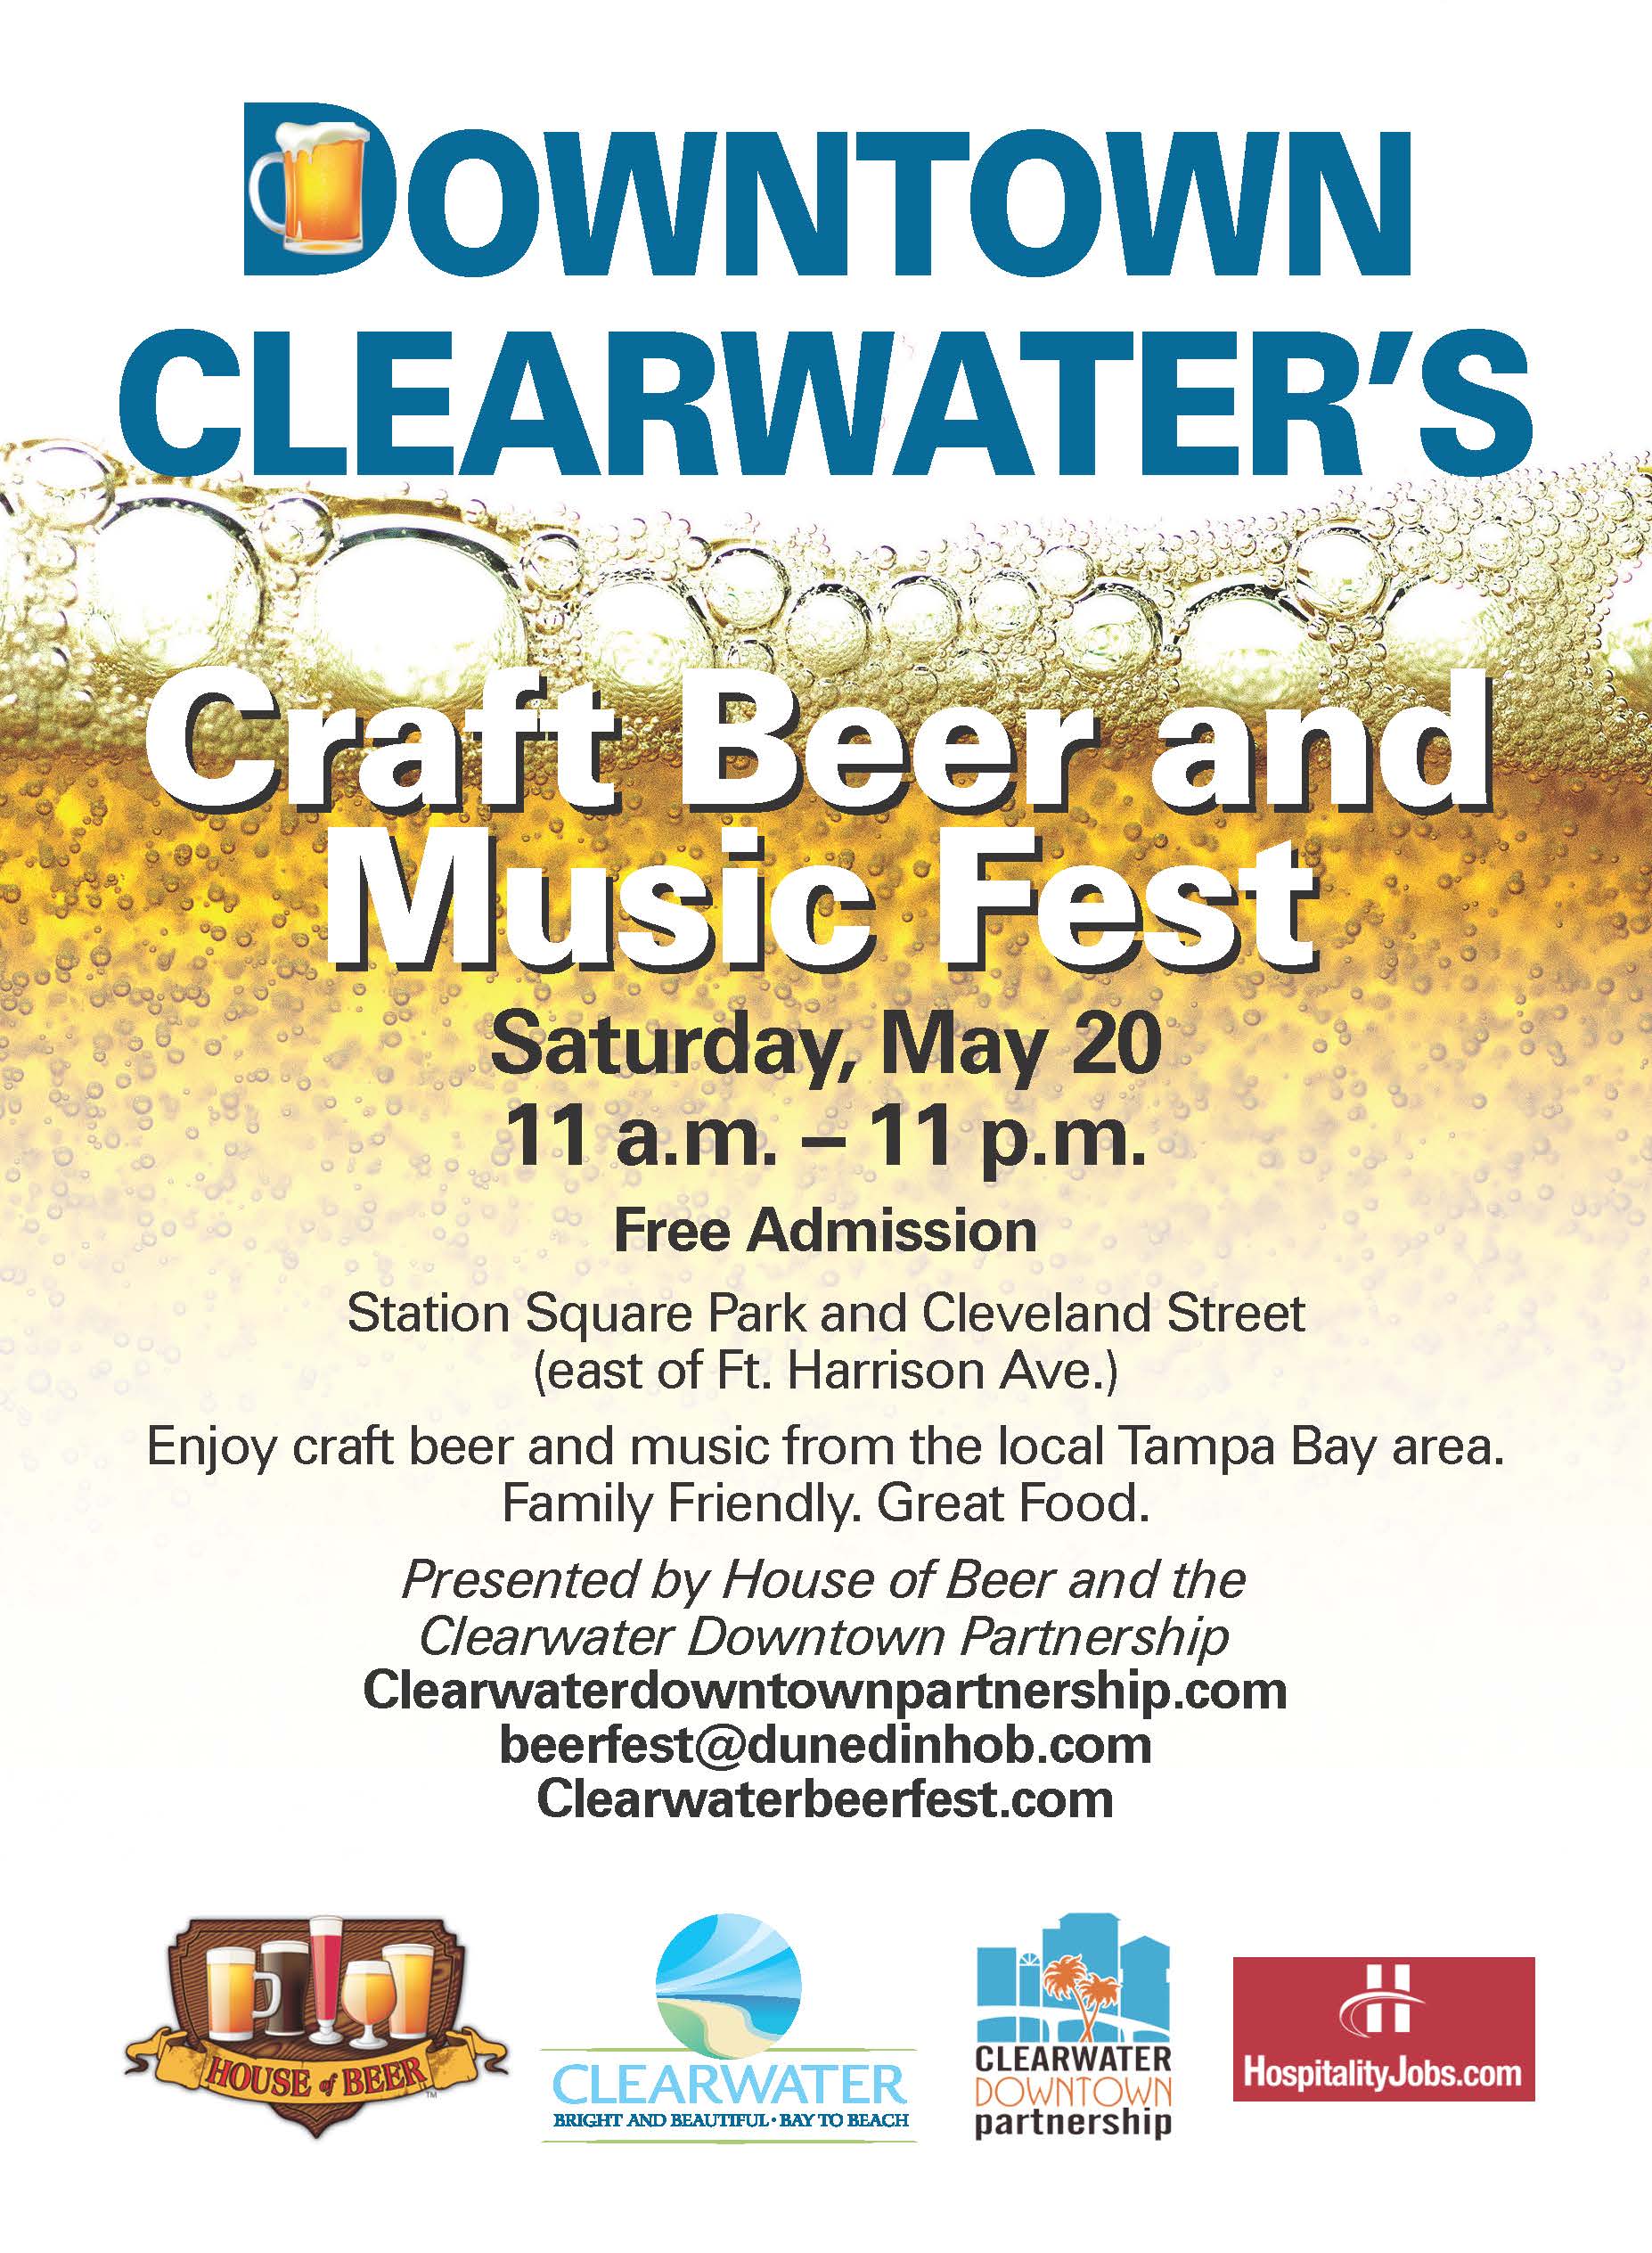 DOWNTOWN
CLEARWATER'S
Craft Beer and
Music Fest
Saturday, May 20
11 a.m. – 11 p.m.
Free Admission
Station Square Park and Cleveland Street
(east of Ft. Harrison Ave.)
Enjoy craft beer and music from the local Tampa Bay area.
Family Friendly. Great Food.
Presented by House of Beer and the
Clearwater Downtown Partnership
Clearwaterdowntownpartnership.com
beerfest@dunedinhob.com
Clearwaterbeerfest.com
HOUSE of BEER™
CLEARWATER
BRIGHT AND BEAUTIFUL • BAY TO BEACH
CLEARWATER
DOWNTOWN
partnership
H
HospitalityJobs.com